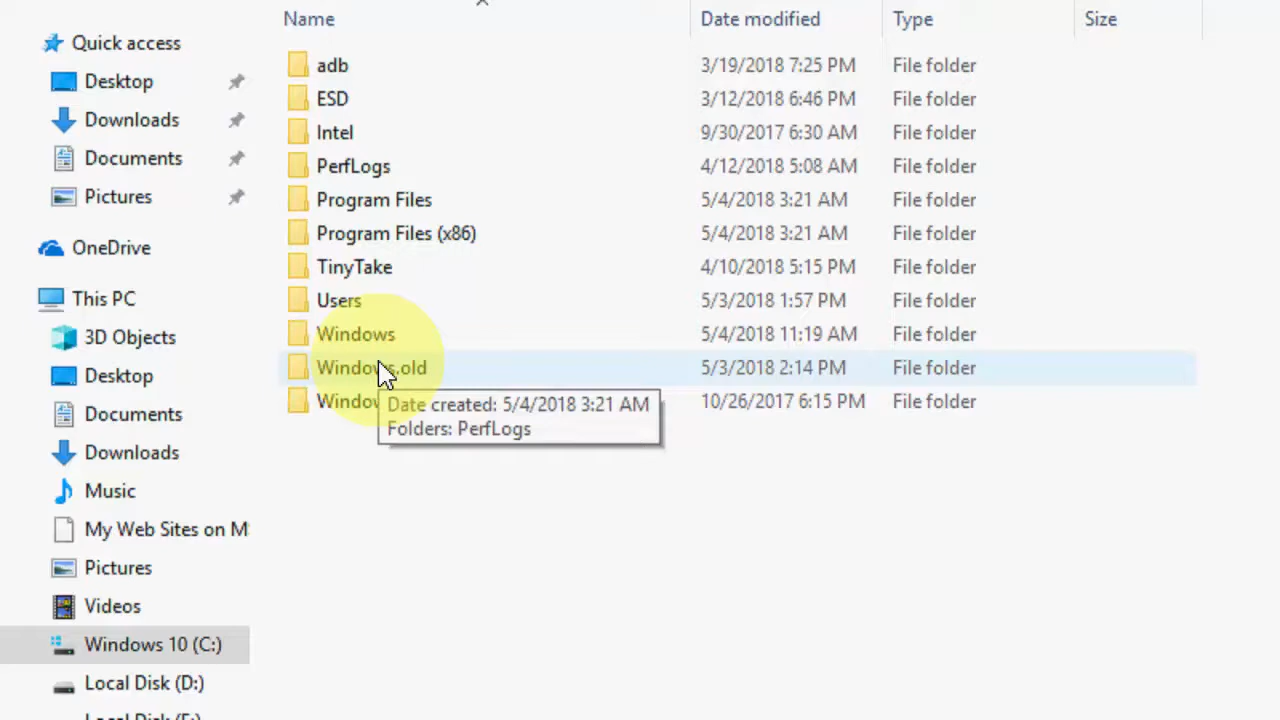 Name Date modified Type Size
Quick access
Desktop
Downloads
Documents
Pictures
OneDrive
This PC
3D Objects
Desktop
Documents
Downloads
Music
My Web Sites on M
Pictures
Videos
Windows 10 (C:)
Local Disk (D:)
adb 3/19/2018 7:25 PM File folder
ESD 3/12/2018 6:46 PM File folder
Intel 9/30/2017 6:30 AM File folder
PerfLogs 4/12/2018 5:08 AM File folder
Program Files 5/4/2018 3:21 AM File folder
Program Files (x86) 5/4/2018 3:21 AM File folder
TinyTake 4/10/2018 5:15 PM File folder
Users 5/3/2018 1:57 PM File folder
Windows 5/4/2018 11:19 AM File folder
Windows.old 5/3/2018 2:14 PM File folder
10/26/2017 6:15 PM File folder
Date created: 5/4/2018 3:21 AM
Folders: PerfLogs